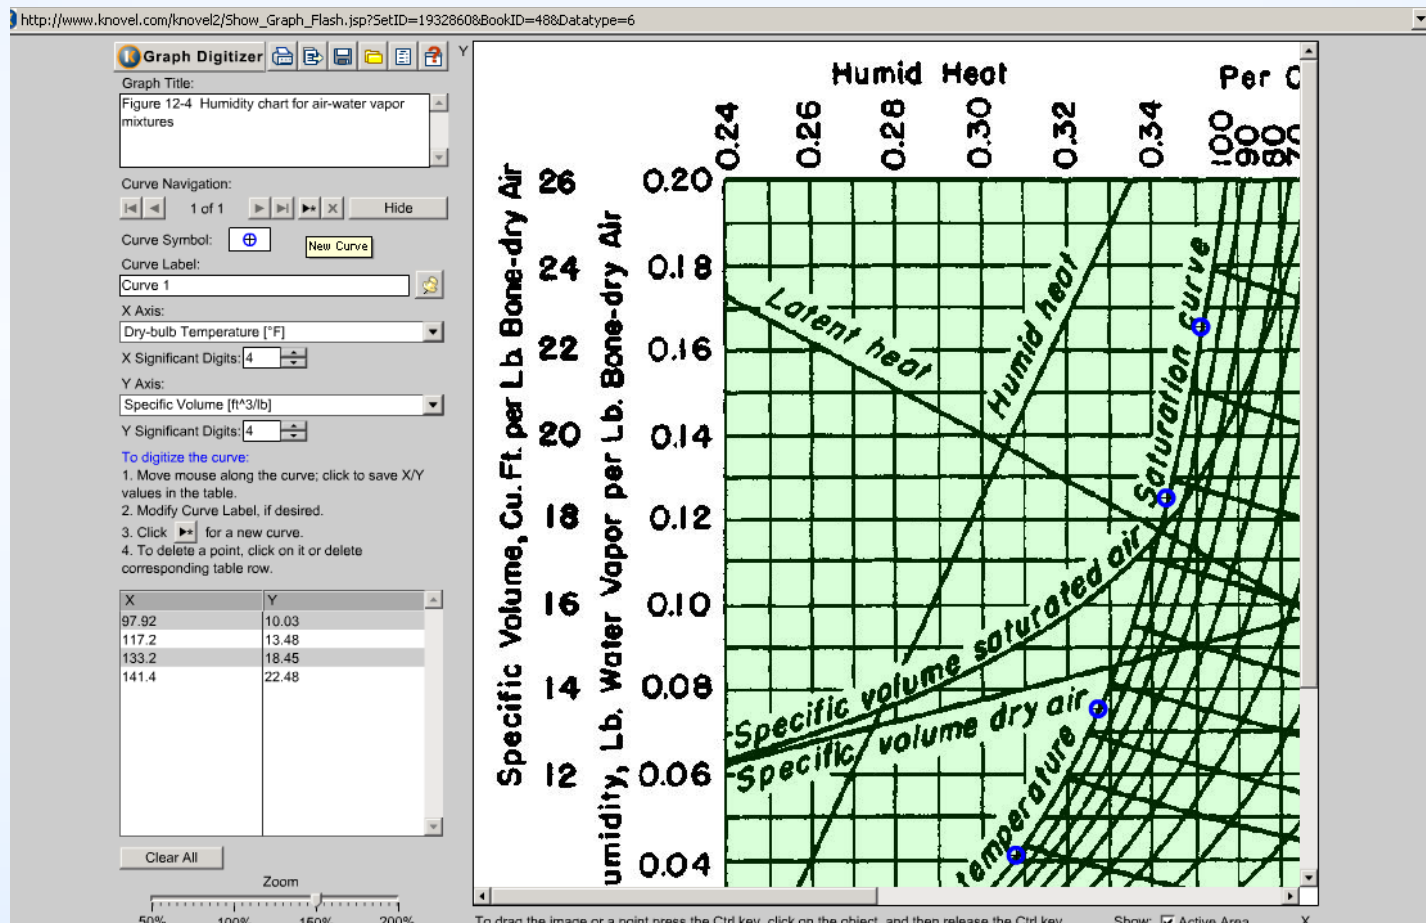 http://www.knovel.com/knovel2/Show_Graph_Flash.jsp?SetID=1932860&BookID=48&Datatype=6
Graph Digitizer
Graph Title:
Figure 12-4 Humidity chart for air-water vapor
mixtures
Curve Navigation:
1 of 1
Hide
Curve Symbol:
New Curve
Curve Label:
Curve 1
X Axis:
Dry-bulb Temperature [°F]
X Significant Digits: 4
Y Axis:
Specific Volume [ft^3/lb]
Y Significant Digits: 4
To digitize the curve:
1. Move mouse along the curve; click to save X/Y
values in the table.
2. Modify Curve Label, if desired.
3. Click for a new curve.
4. To delete a point, click on it or delete
corresponding table row.
X Y
97.92 10.03
117.2 13.48
133.2 18.45
141.4 22.48
Clear All
Zoom
50% 100% 150% 200%
Y
Humid Heat
Per C
0.24 0.26 0.28 0.30 0.32 0.34 100 90 80 70
Specific Volume, Cu. Ft. per Lb. Bone-dry Air
26
24
22
20
18
16
14
12
umidity, Lb. Water Vapor per Lb. Bone-dry Air
0.20
0.18
0.16
0.14
0.12
0.10
0.08
0.06
0.04
Latent heat
Humid heat
Saturation curve
Specific volume saturated air
Specific volume dry air
temperature
To drag the image or a point press the Ctrl key, click on the object, and then release the Ctrl key.
Show: Active Area
X